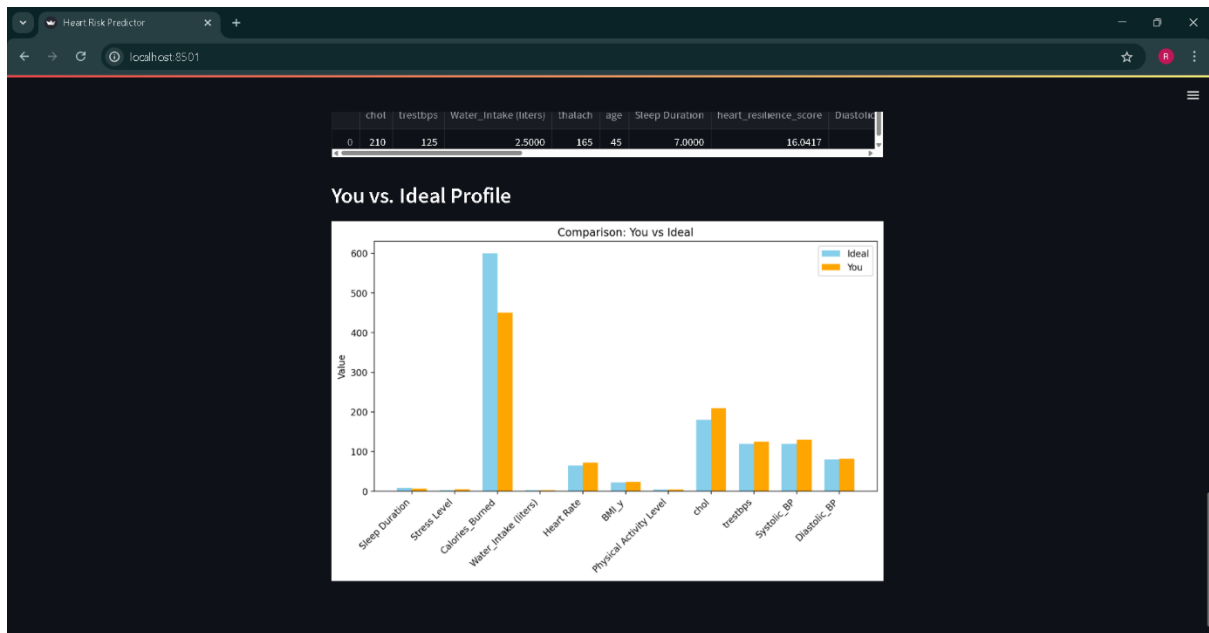 Heart Risk Predictor
localhost:8501
R
chol trestbps Water_Intake (liters) thalach age Sleep Duration heart_resilience_score Diastolic
0 210 125 2.5000 165 45 7.0000 16.0417
You vs. Ideal Profile
Comparison: You vs Ideal
Ideal
You
600
500
400
300
200
100
0
Value
Sleep Duration
Stress Level
Calories_Burned
Water_Intake (liters)
Heart Rate
BMI_y
Physical Activity Level
chol
trestbps
Systolic_BP
Diastolic_BP